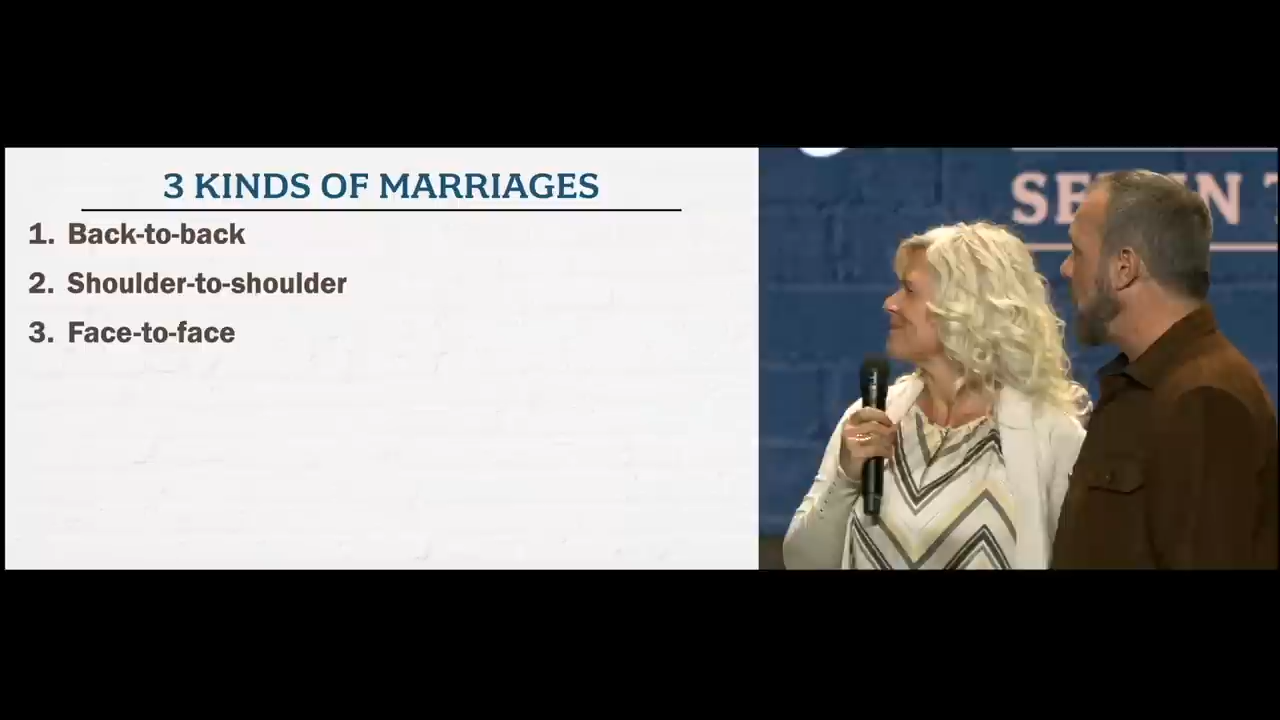 3 KINDS OF MARRIAGES
1. Back-to-back
2. Shoulder-to-shoulder
3. Face-to-face